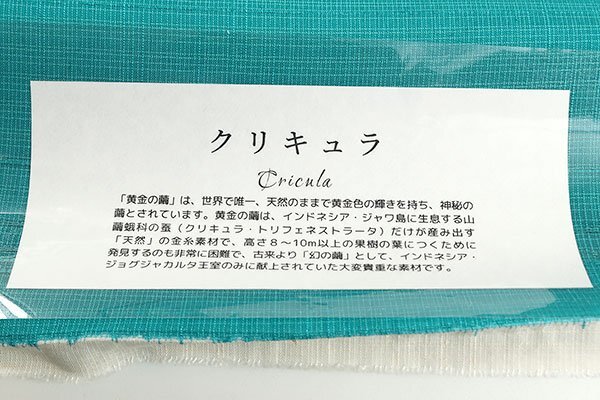 クリキュラ
Cricula
「黄金の繭」は、世界で唯一、天然のままで黄金色の輝きを持ち、神秘の
繭とされています。黄金の繭は、インドネシア・ジャワ島に生息する山
繭蛾科の蚕（クリキュラ・トリフェネストラータ）だけが産み出す
「天然」の金糸素材で、高さ８～10m以上の果樹の葉につくために
発見するのも非常に困難で、古来より「幻の繭」として、インドネシア・
ジョグジャカルタ王室のみに献上されていた大変貴重な素材です。